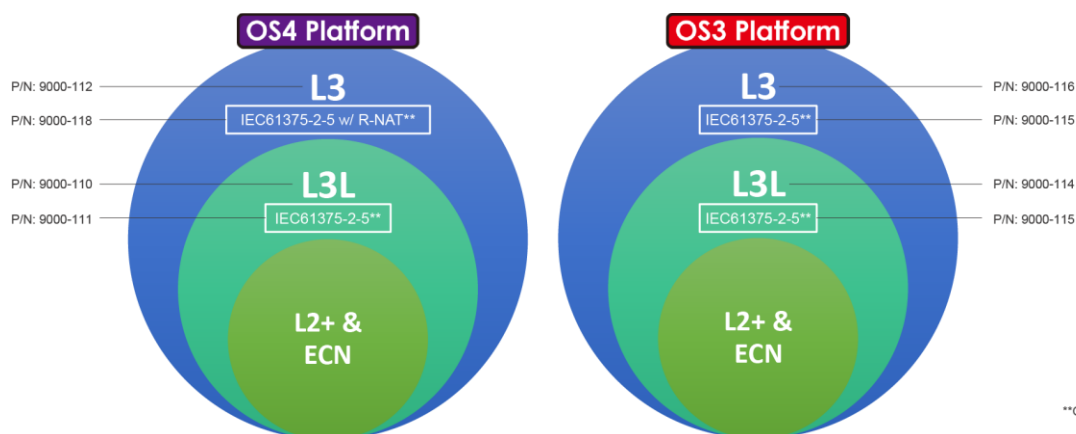 OS4 Platform
P/N: 9000-112
L3
P/N: 9000-118
IEC61375-2-5 w/ R-NAT**
P/N: 9000-110
L3L
P/N: 9000-111
IEC61375-2-5**
L2+ &
ECN
OS3 Platform
L3
P/N: 9000-116
IEC61375-2-5**
P/N: 9000-115
L3L
P/N: 9000-114
IEC61375-2-5**
P/N: 9000-115
L2+ &
ECN